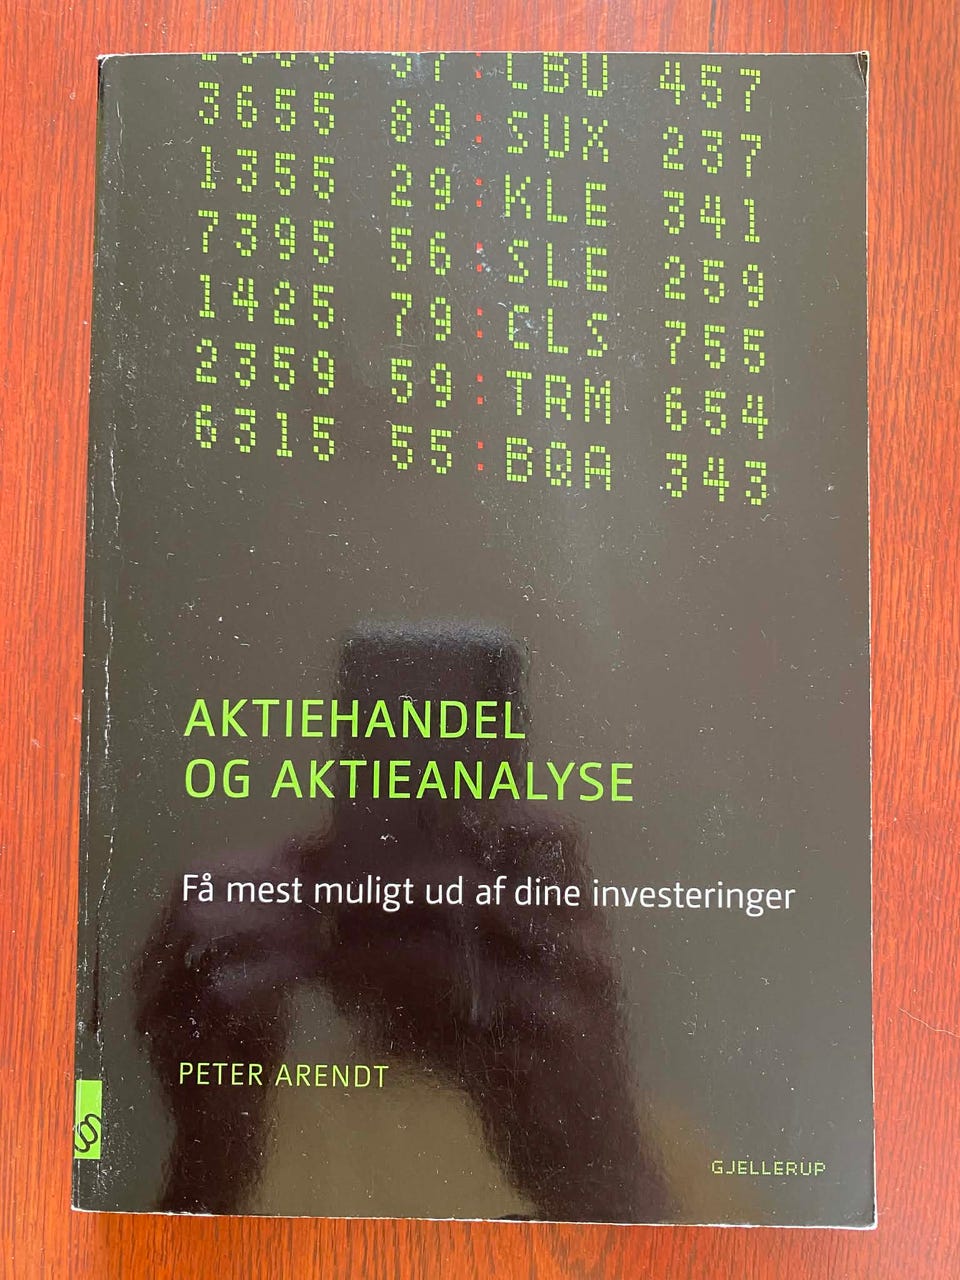 457
3655 89:SUX 237
1355 29:KLE 341
7395 56:SLE 259
1425 79:CLS 755
2359 59:TRM 654
6315 55:BQA 343
AKTIEHANDEL
OG AKTIEANALYSE
Få mest muligt ud af dine investeringer
PETER ARENDT
GJELLERUP